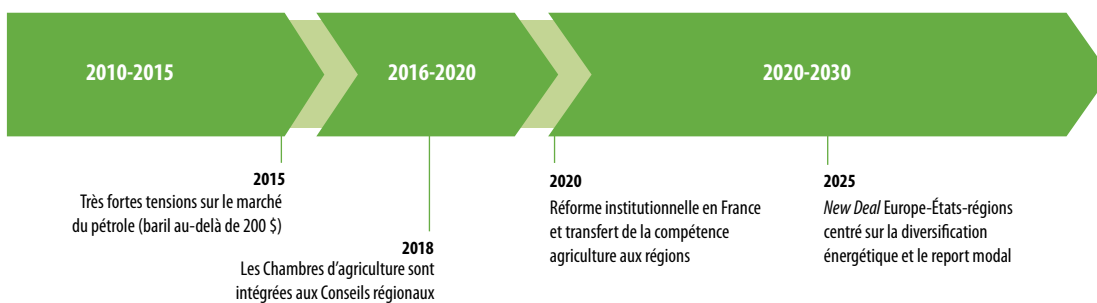 2010-2015
2016-2020
2020-2030
2015
Très fortes tensions sur le marché
du pétrole (baril au-delà de 200 $)
2018
Les Chambres d'agriculture sont
intégrées aux Conseils régionaux
2020
Réforme institutionnelle en France
et transfert de la compétence
agriculture aux régions
2025
New Deal Europe-États-régions
centré sur la diversification
énergétique et le report modal